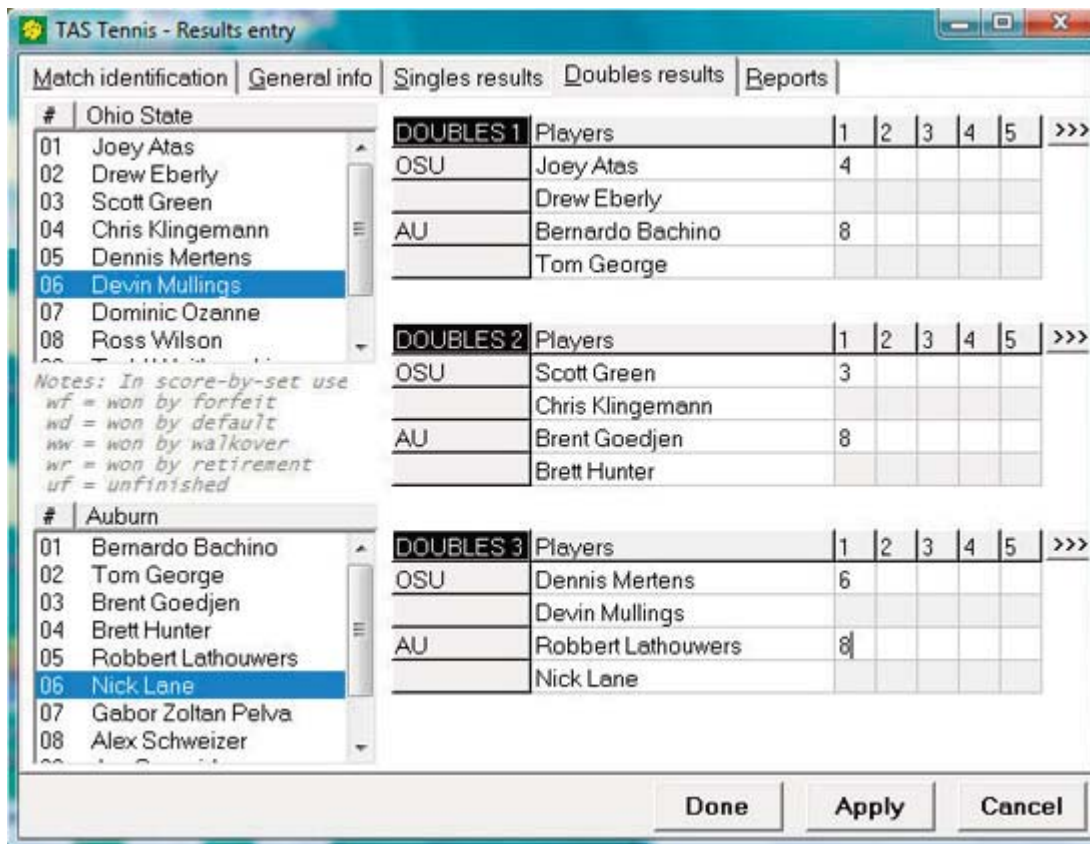 TAS Tennis - Results entry
Match identification General info Singles results Doubles results Reports
# Ohio State
01 Joey Atas
02 Drew Eberly
03 Scott Green
04 Chris Klingemann
05 Dennis Mertens
06 Devin Mullings
07 Dominic Ozanne
08 Ross Wilson
Notes: In score-by-set use
wf = won by forfeit
wd = won by default
ww = won by walkover
wr = won by retirement
uf = unfinished
# Auburn
01 Bernardo Bachino
02 Tom George
03 Brent Goedjen
04 Brett Hunter
05 Robbert Lathouwers
06 Nick Lane
07 Gabor Zoltan Pelva
08 Alex Schweizer
DOUBLES 1 Players 1 2 3 4 5 >>>
OSU Joey Atas 4
Drew Eberly
AU Bernardo Bachino 8
Tom George
DOUBLES 2 Players 1 2 3 4 5 >>>
OSU Scott Green 3
Chris Klingemann
AU Brent Goedjen 8
Brett Hunter
DOUBLES 3 Players 1 2 3 4 5 >>>
OSU Dennis Mertens 6
Devin Mullings
AU Robbert Lathouwers 8
Nick Lane
Done Apply Cancel